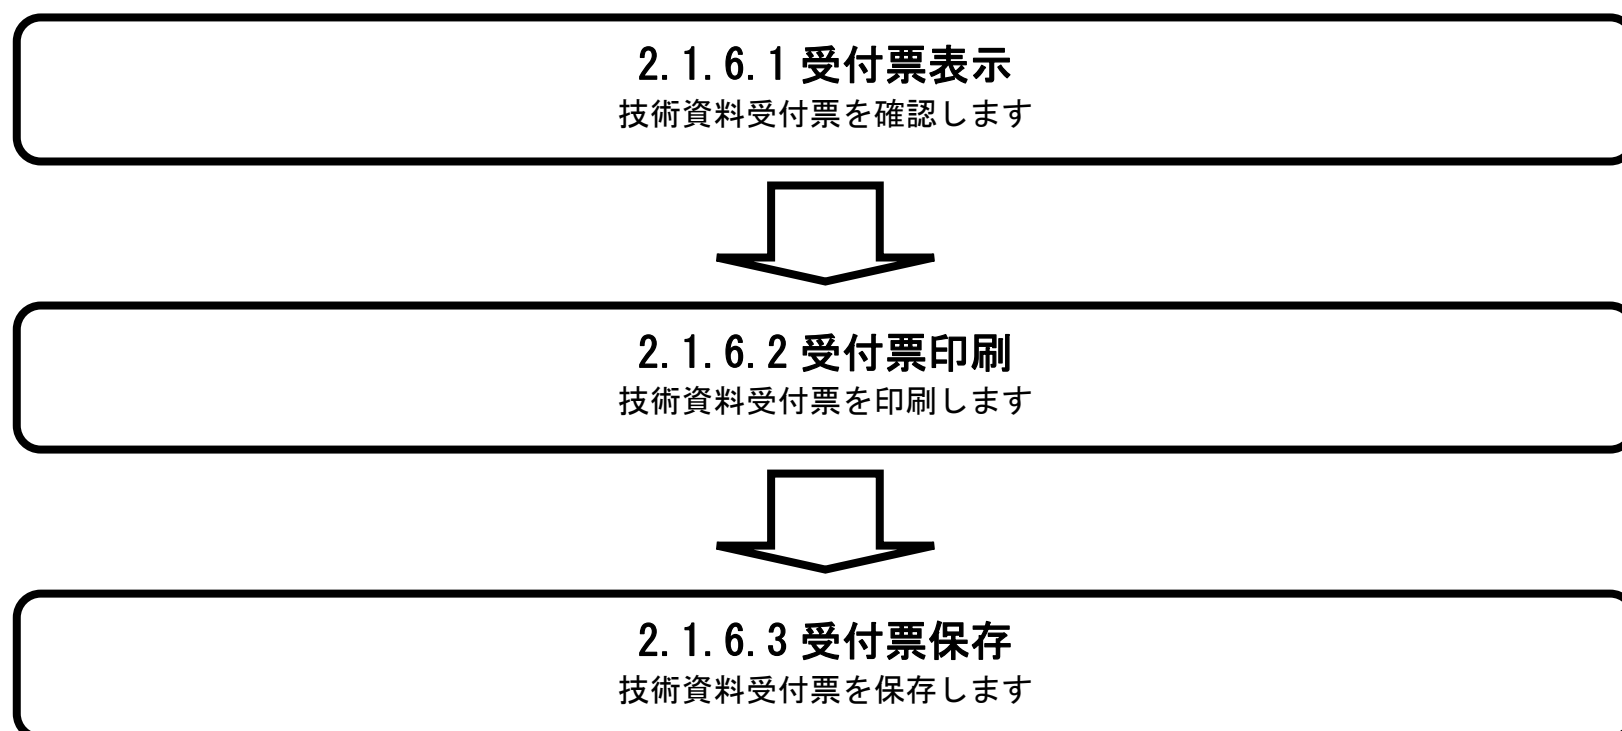 2.1.6.1 受付票表示
技術資料受付票を確認します
2.1.6.2 受付票印刷
技術資料受付票を印刷します
2.1.6.3 受付票保存
技術資料受付票を保存します